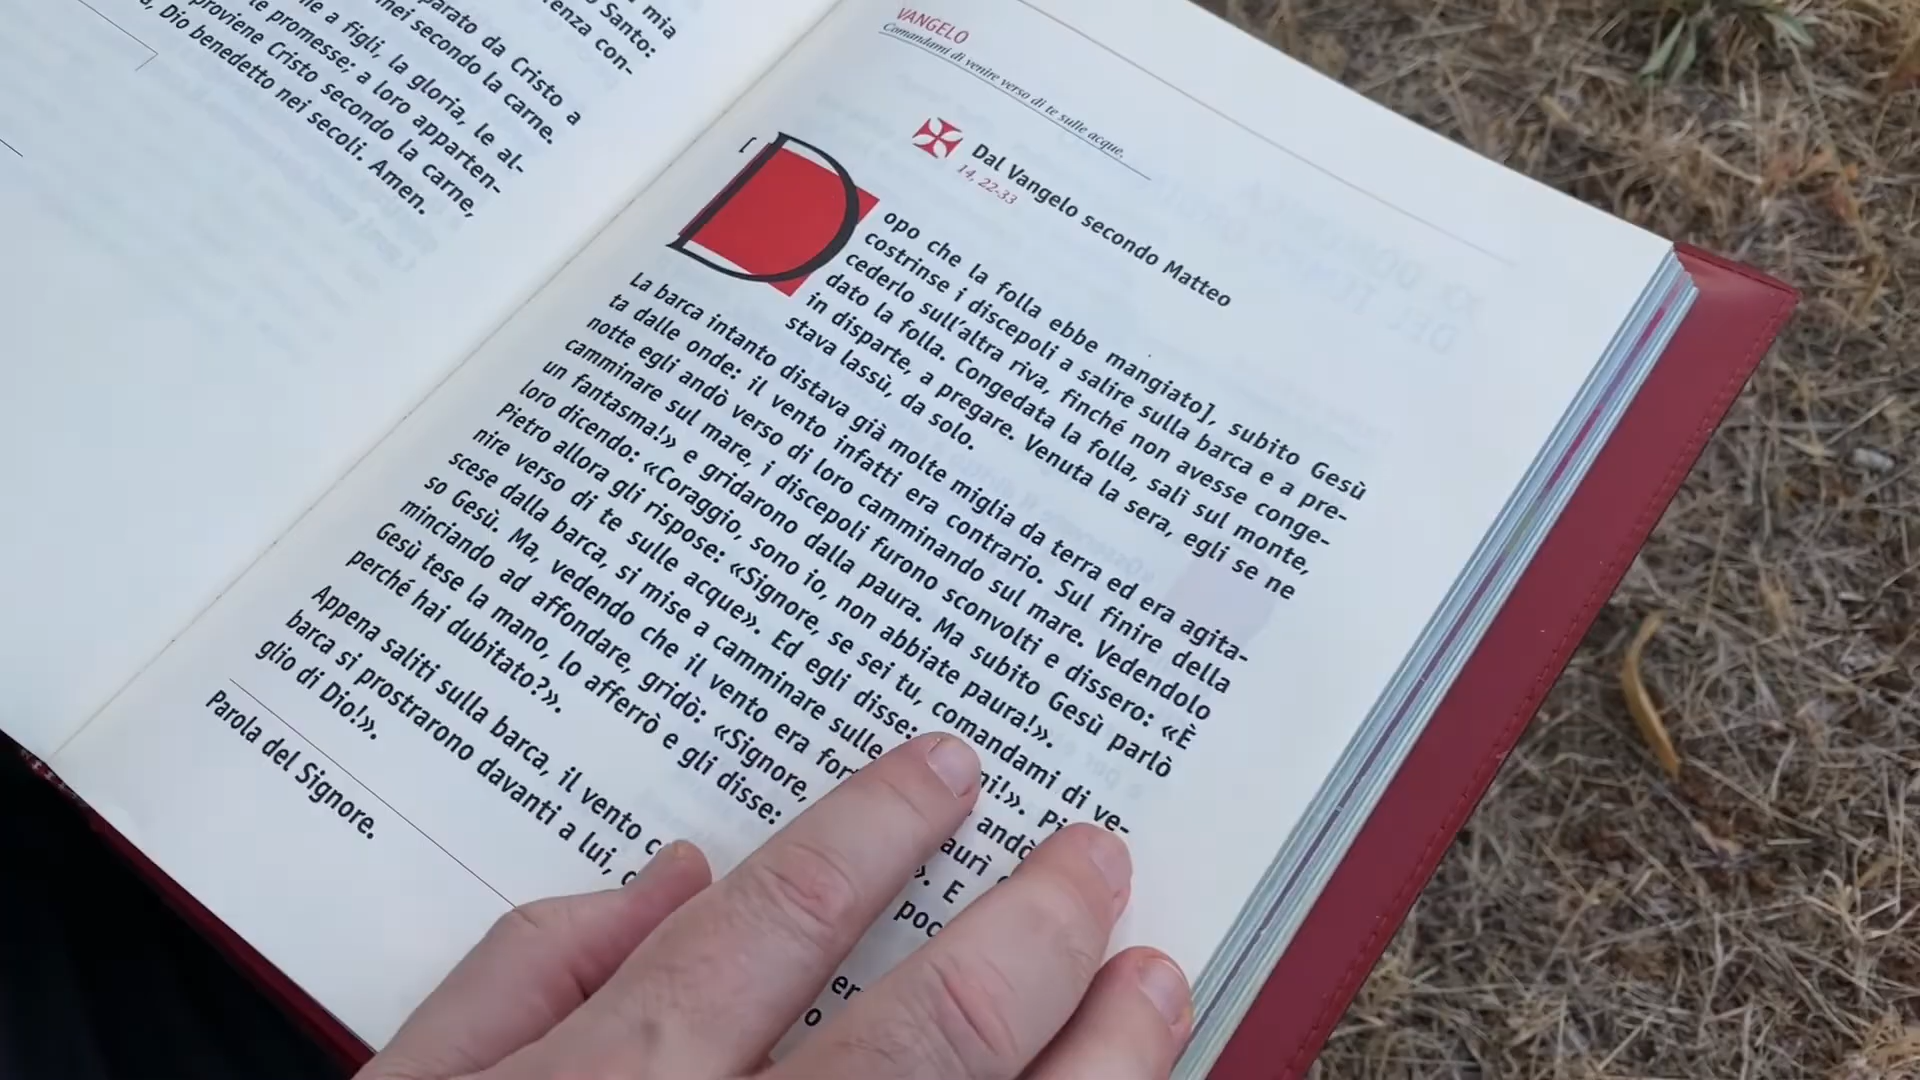 mia
Santo:
con-
parato da Cristo a
nei secondo la carne.
e a figli, la gloria, le al-
te promesse; a loro apparten-
proviene Cristo secondo la carne,
Dio benedetto nei secoli. Amen.
VANGELO
Comandami di venire verso di te sulle acque.
Dal Vangelo secondo Matteo
14, 22-33
[Dopo che la folla ebbe mangiato], subito Gesù
costrinse i discepoli a salire sulla barca e a pre-
cederlo sull'altra riva, finché non avesse conge-
dato la folla. Congedata la folla, salì sul monte,
in disparte, a pregare. Venuta la sera, egli se ne
stava lassù, da solo.
La barca intanto distava già molte miglia da terra ed era agita-
ta dalle onde: il vento infatti era contrario. Sul finire della
notte egli andò verso di loro camminando sul mare. Vedendolo
camminare sul mare, i discepoli furono sconvolti e dissero: «È
un fantasma!» e gridarono dalla paura. Ma subito Gesù parlò
loro dicendo: «Coraggio, sono io, non abbiate paura!».
Pietro allora gli rispose: «Signore, se sei tu, comandami di ve-
nire verso di te sulle acque». Ed egli disse: ni!». Pi
scese dalla barca, si mise a camminare sulle , andò
so Gesù. Ma, vedendo che il vento era for aurì
minciando ad affondare, gridò: «Signore, ». E
Gesù tese la mano, lo afferrò e gli disse: poc
perché hai dubitato?».
Appena saliti sulla barca, il vento c er
barca si prostrarono davanti a lui, o
glio di Dio!».
Parola del Signore.